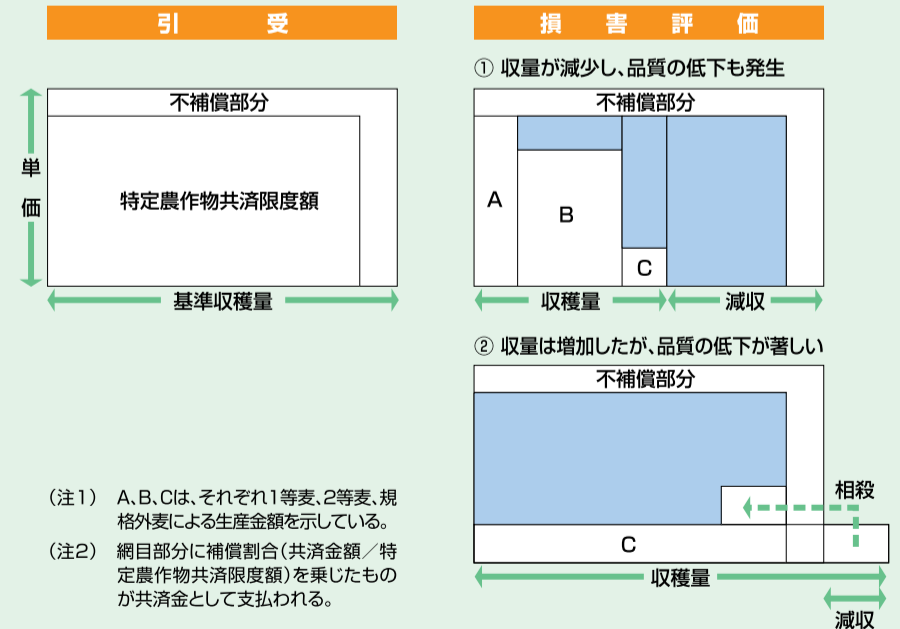 引受
単価
不補償部分
特定農作物共済限度額
基準収穫量
損害評価
① 収量が減少し、品質の低下も発生
不補償部分
A
B
C
収穫量
減収
② 収量は増加したが、品質の低下が著しい
不補償部分
相殺
C
収穫量
減収
（注1） A、B、Cは、それぞれ1等麦、2等麦、規
格外麦による生産金額を示している。
（注2） 網目部分に補償割合（共済金額／特
定農作物共済限度額）を乗じたもの
が共済金として支払われる。